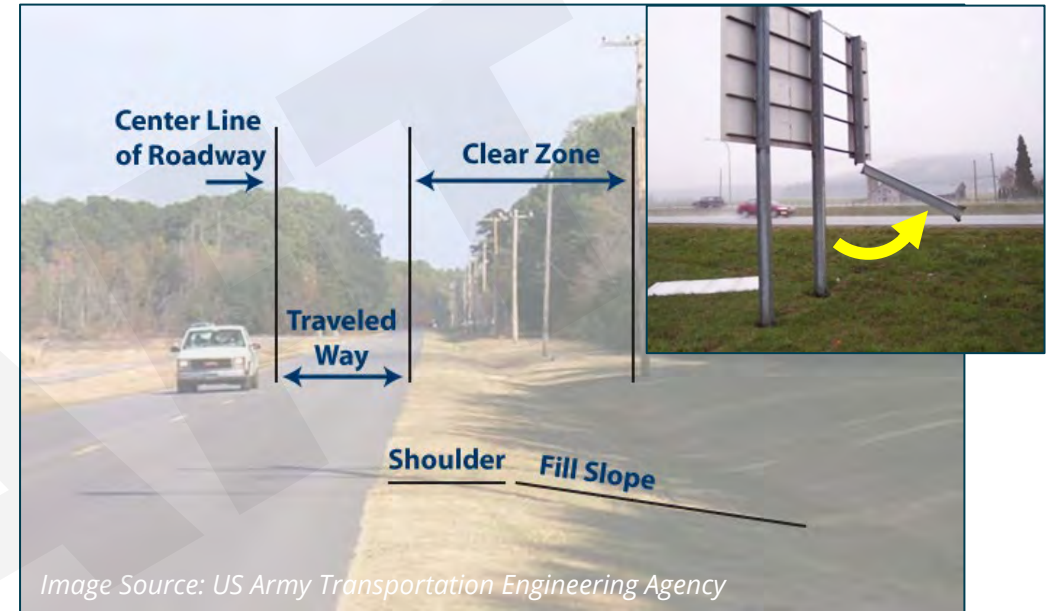 Center Line
of Roadway
Clear Zone
Traveled
Way
Shoulder
Fill Slope
Image Source: US Army Transportation Engineering Agency